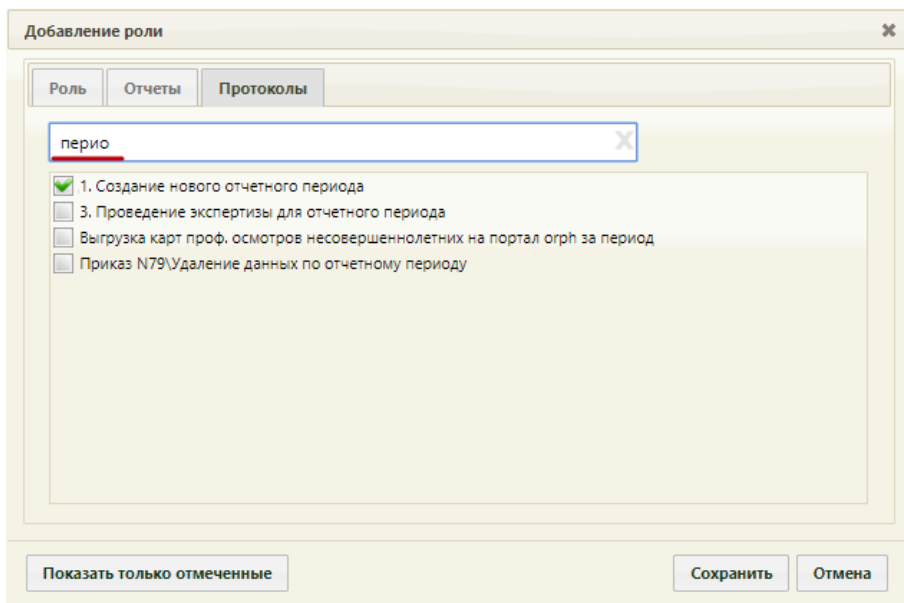 Добавление роли
Роль Отчеты Протоколы
перио X
1. Создание нового отчетного периода
3. Проведение экспертизы для отчетного периода
Выгрузка карт проф. осмотров несовершеннолетних на портал orph за период
Приказ N79\Удаление данных по отчетному периоду
Показать только отмеченные Сохранить Отмена